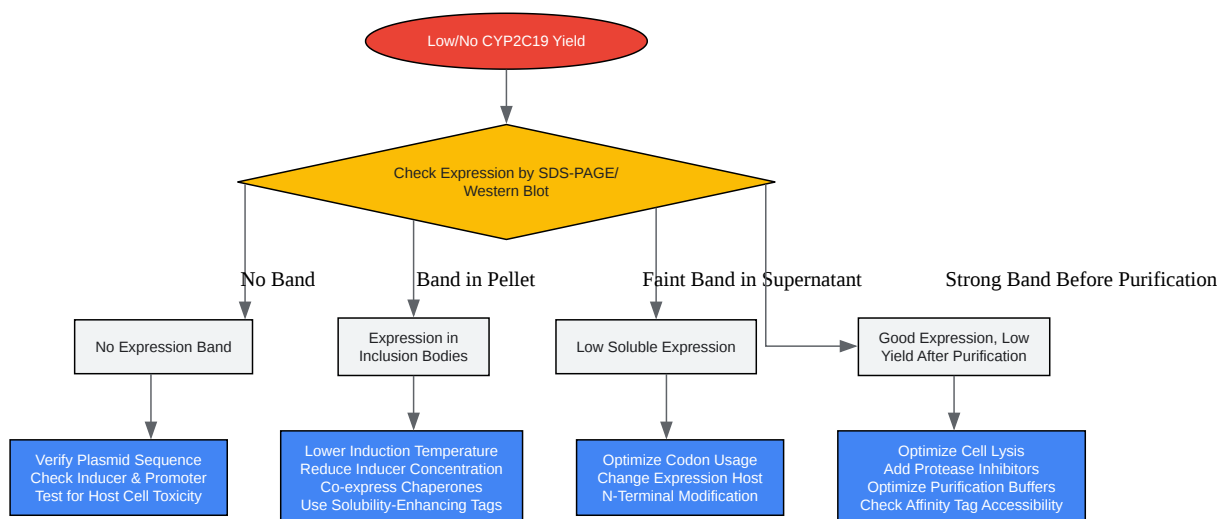 Low/No CYP2C19 Yield
Check Expression by SDS-PAGE/
Western Blot
No Band
Band in Pellet
Faint Band in Supernatant
Strong Band Before Purification
No Expression Band
Expression in
Inclusion Bodies
Low Soluble Expression
Good Expression, Low
Yield After Purification
Verify Plasmid Sequence
Check Inducer & Promoter
Test for Host Cell Toxicity
Lower Induction Temperature
Reduce Inducer Concentration
Co-express Chaperones
Use Solubility-Enhancing Tags
Optimize Codon Usage
Change Expression Host
N-Terminal Modification
Optimize Cell Lysis
Add Protease Inhibitors
Optimize Purification Buffers
Check Affinity Tag Accessibility